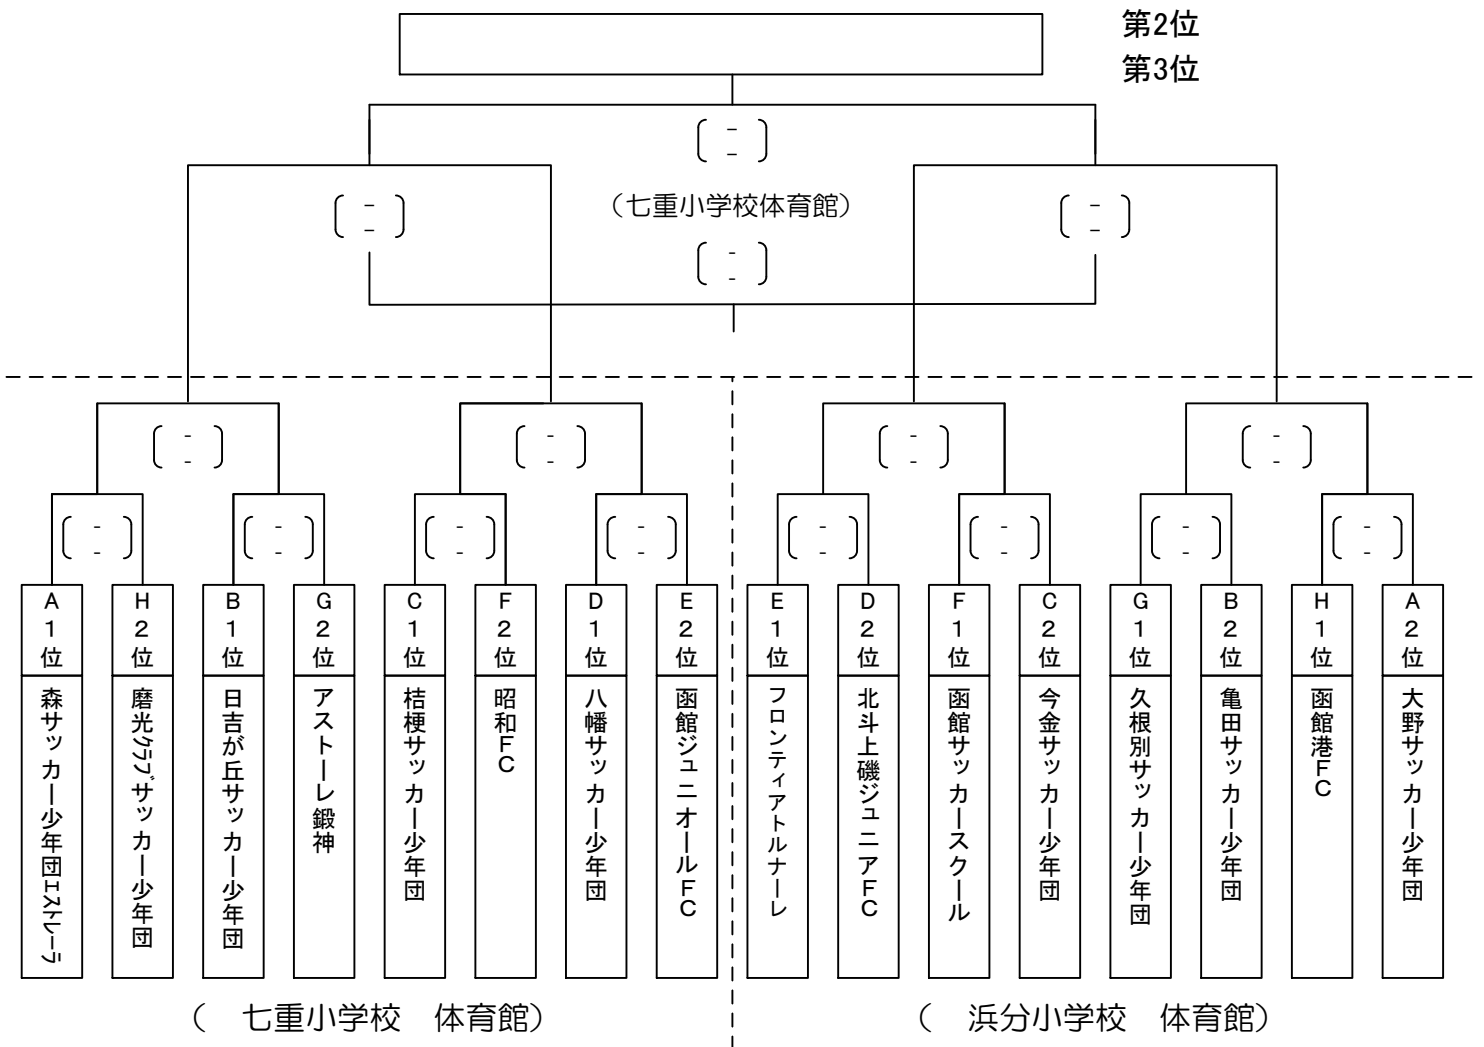 第2位
第3位
( - - )
(七重小学校体育館)
( - - ) ( - - )
( - - )
( - - ) ( - - ) ( - - ) ( - - )
( - - ) ( - - ) ( - - ) ( - - ) ( - - ) ( - - ) ( - - ) ( - - )
A1位
森サッカー少年団エストレーラ
H2位
磨光クラブサッカー少年団
B1位
日吉が丘サッカー少年団
G2位
アストーレ鍛神
C1位
桔梗サッカー少年団
F2位
昭和FC
D1位
八幡サッカー少年団
E2位
函館ジュニオールFC
E1位
フロンティアトルナーレ
D2位
北斗上磯ジュニアFC
F1位
函館サッカースクール
C2位
今金サッカー少年団
G1位
久根別サッカー少年団
B2位
亀田サッカー少年団
H1位
函館港FC
A2位
大野サッカー少年団
( 七重小学校 体育館)
( 浜分小学校 体育館)